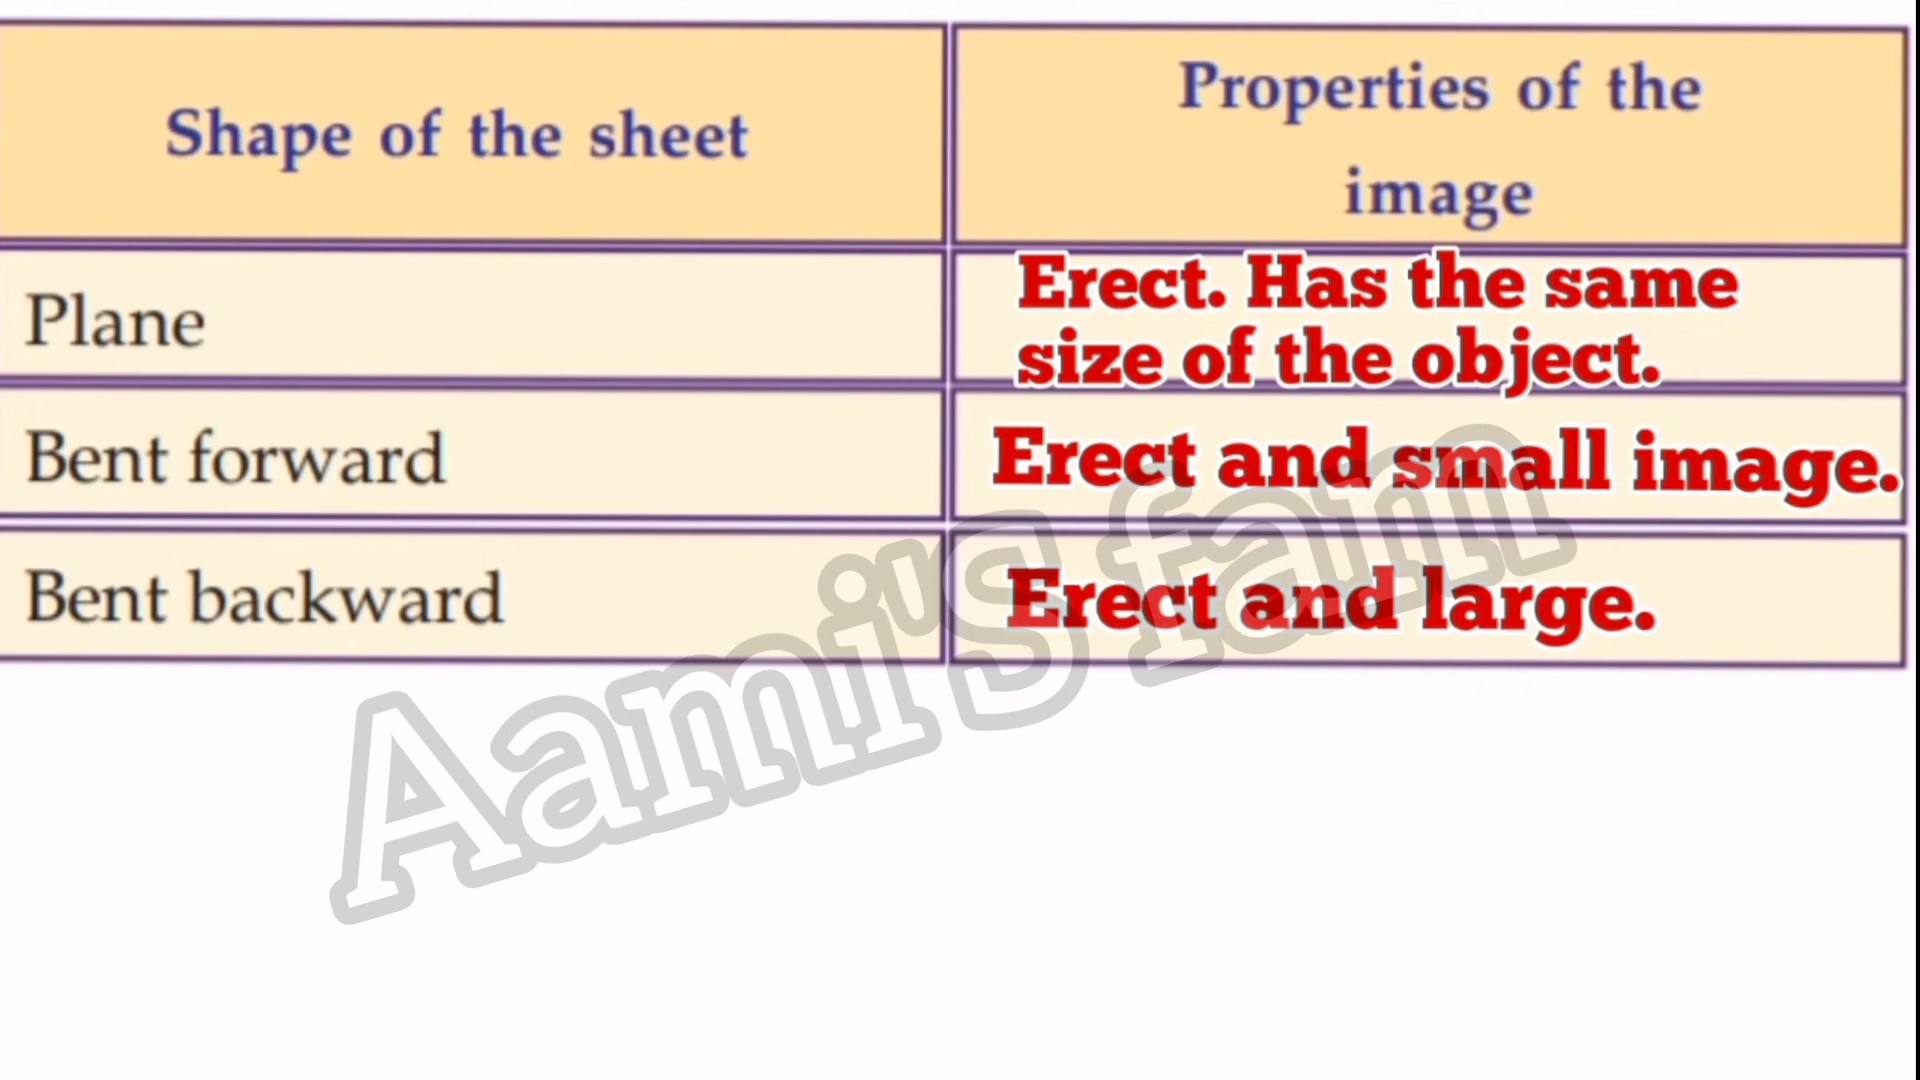 Shape of the sheet
Properties of the
image
Plane
Erect. Has the same
size of the object.
Bent forward
Erect and small image.
Bent backward
Erect and large.
Aami's fam